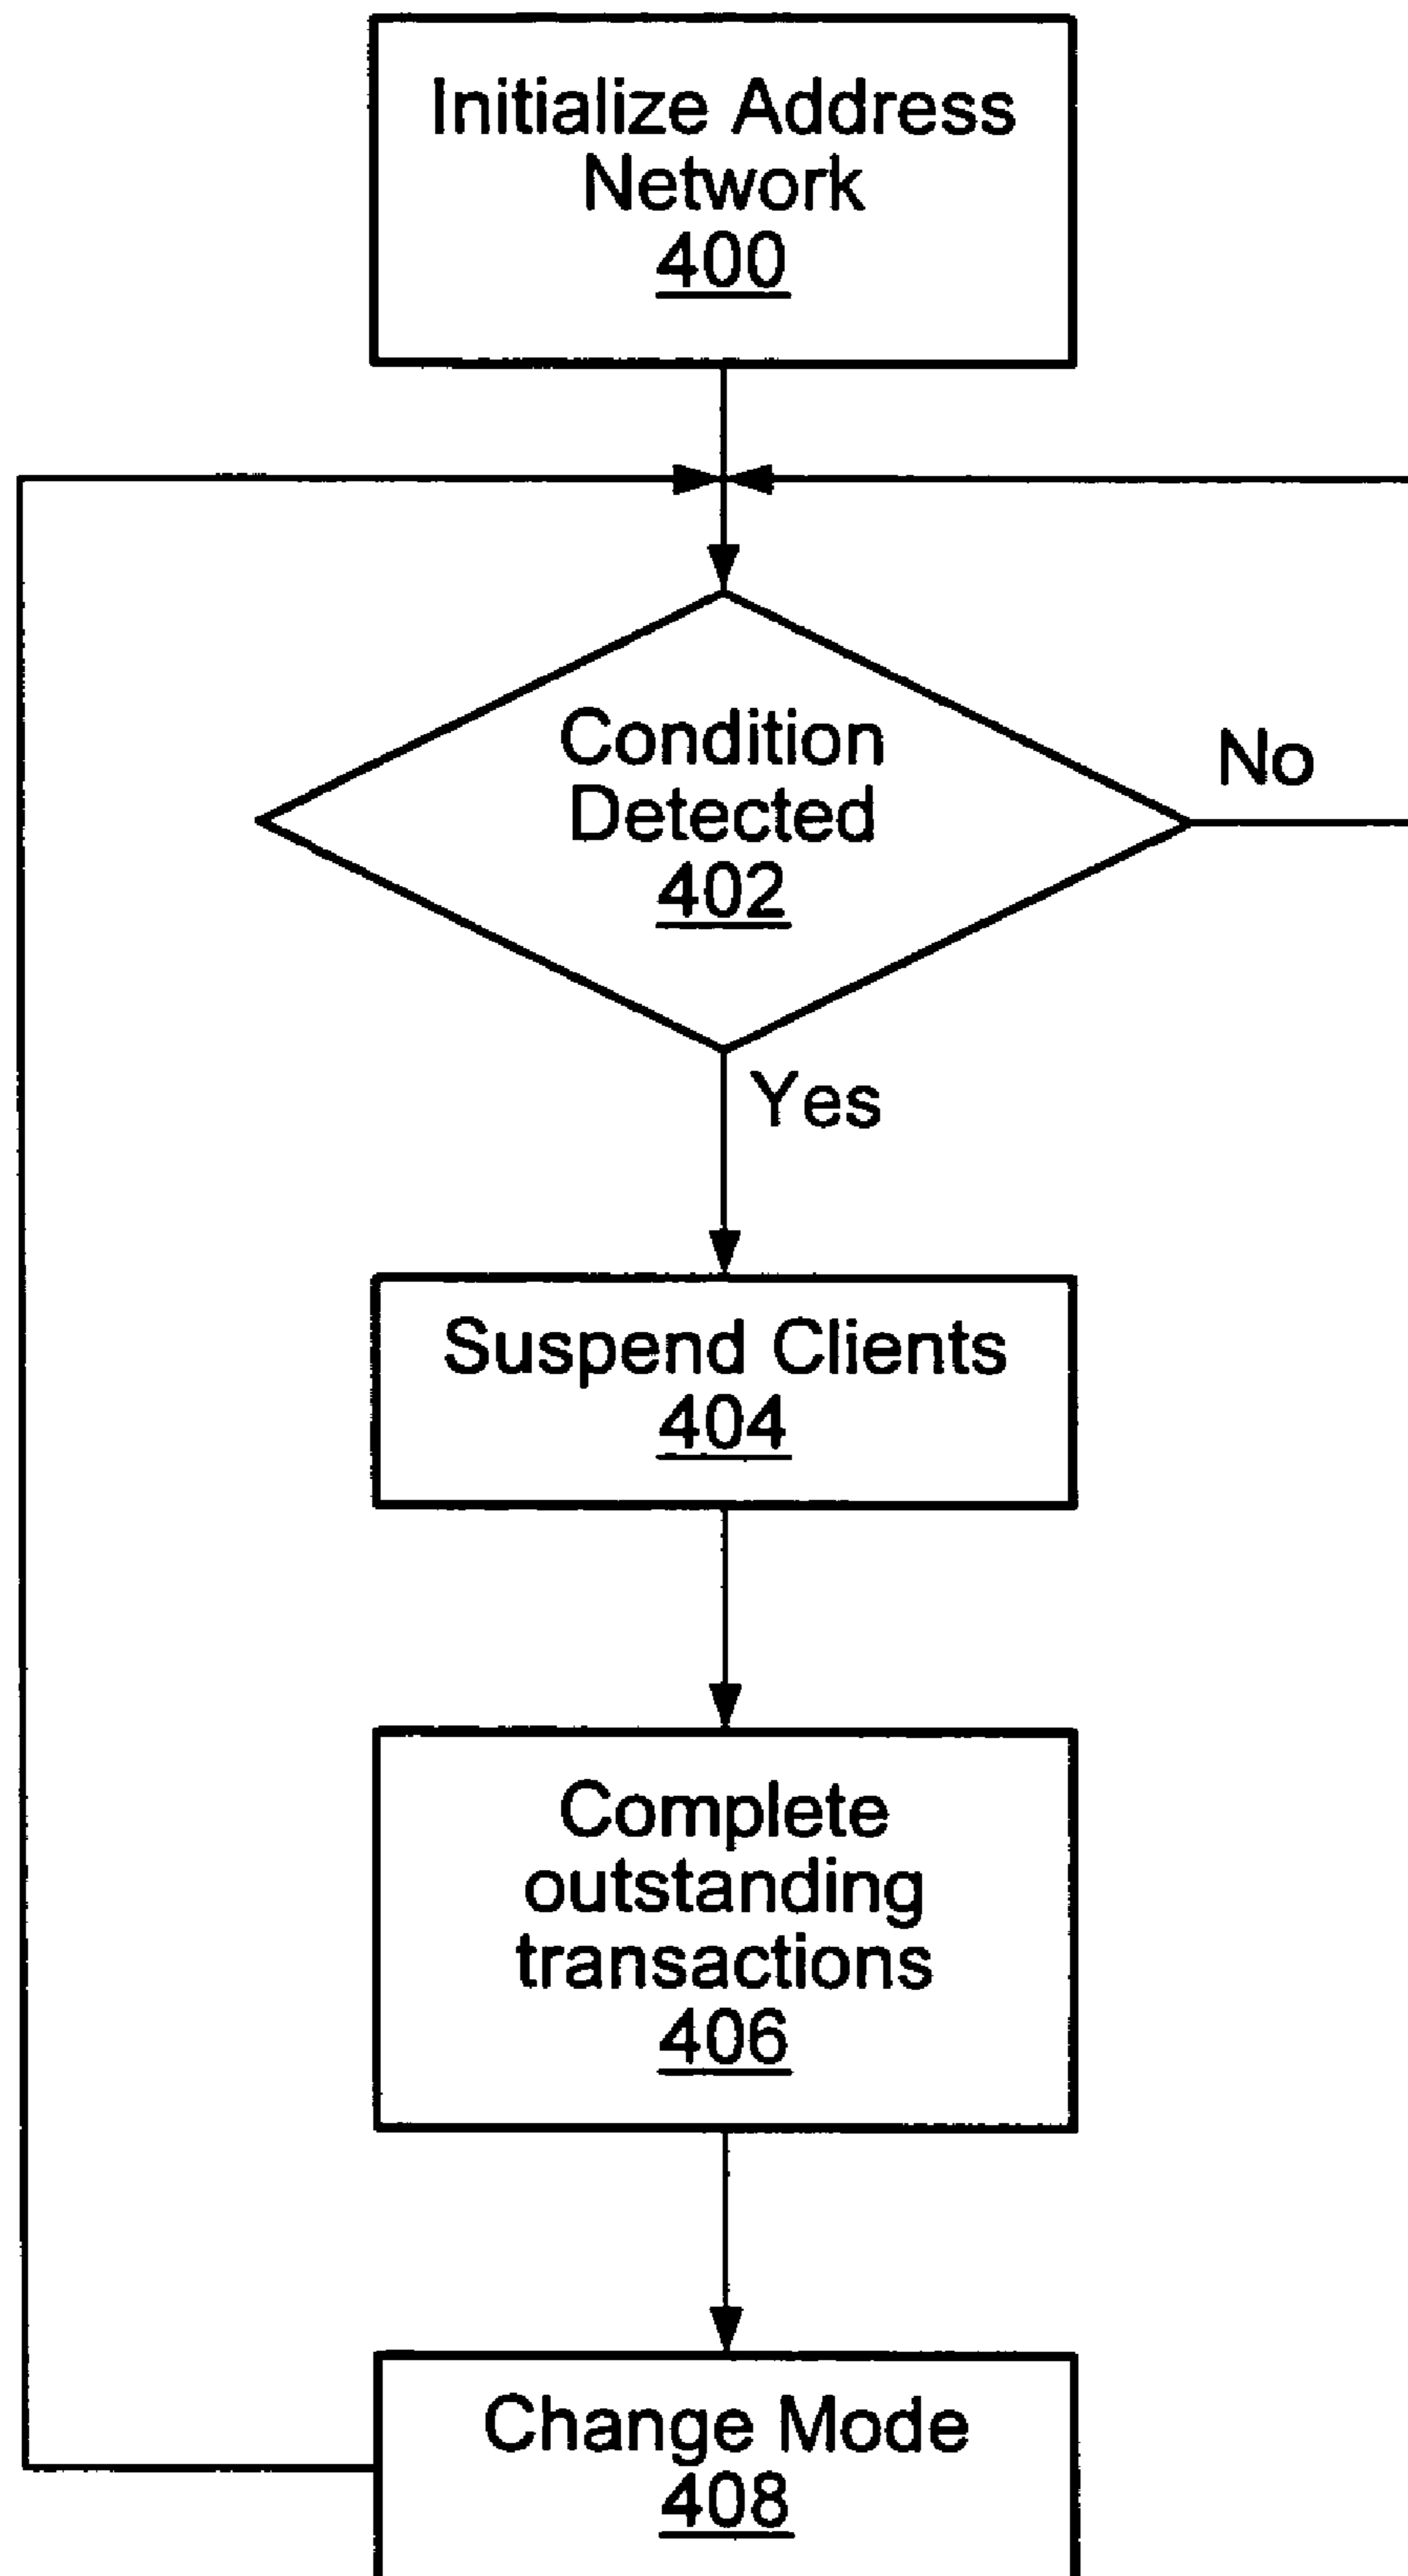 Initialize Address
Network
400
Condition
Detected
402
No
Yes
Suspend Clients
404
Complete
outstanding
transactions
406
Change Mode
408